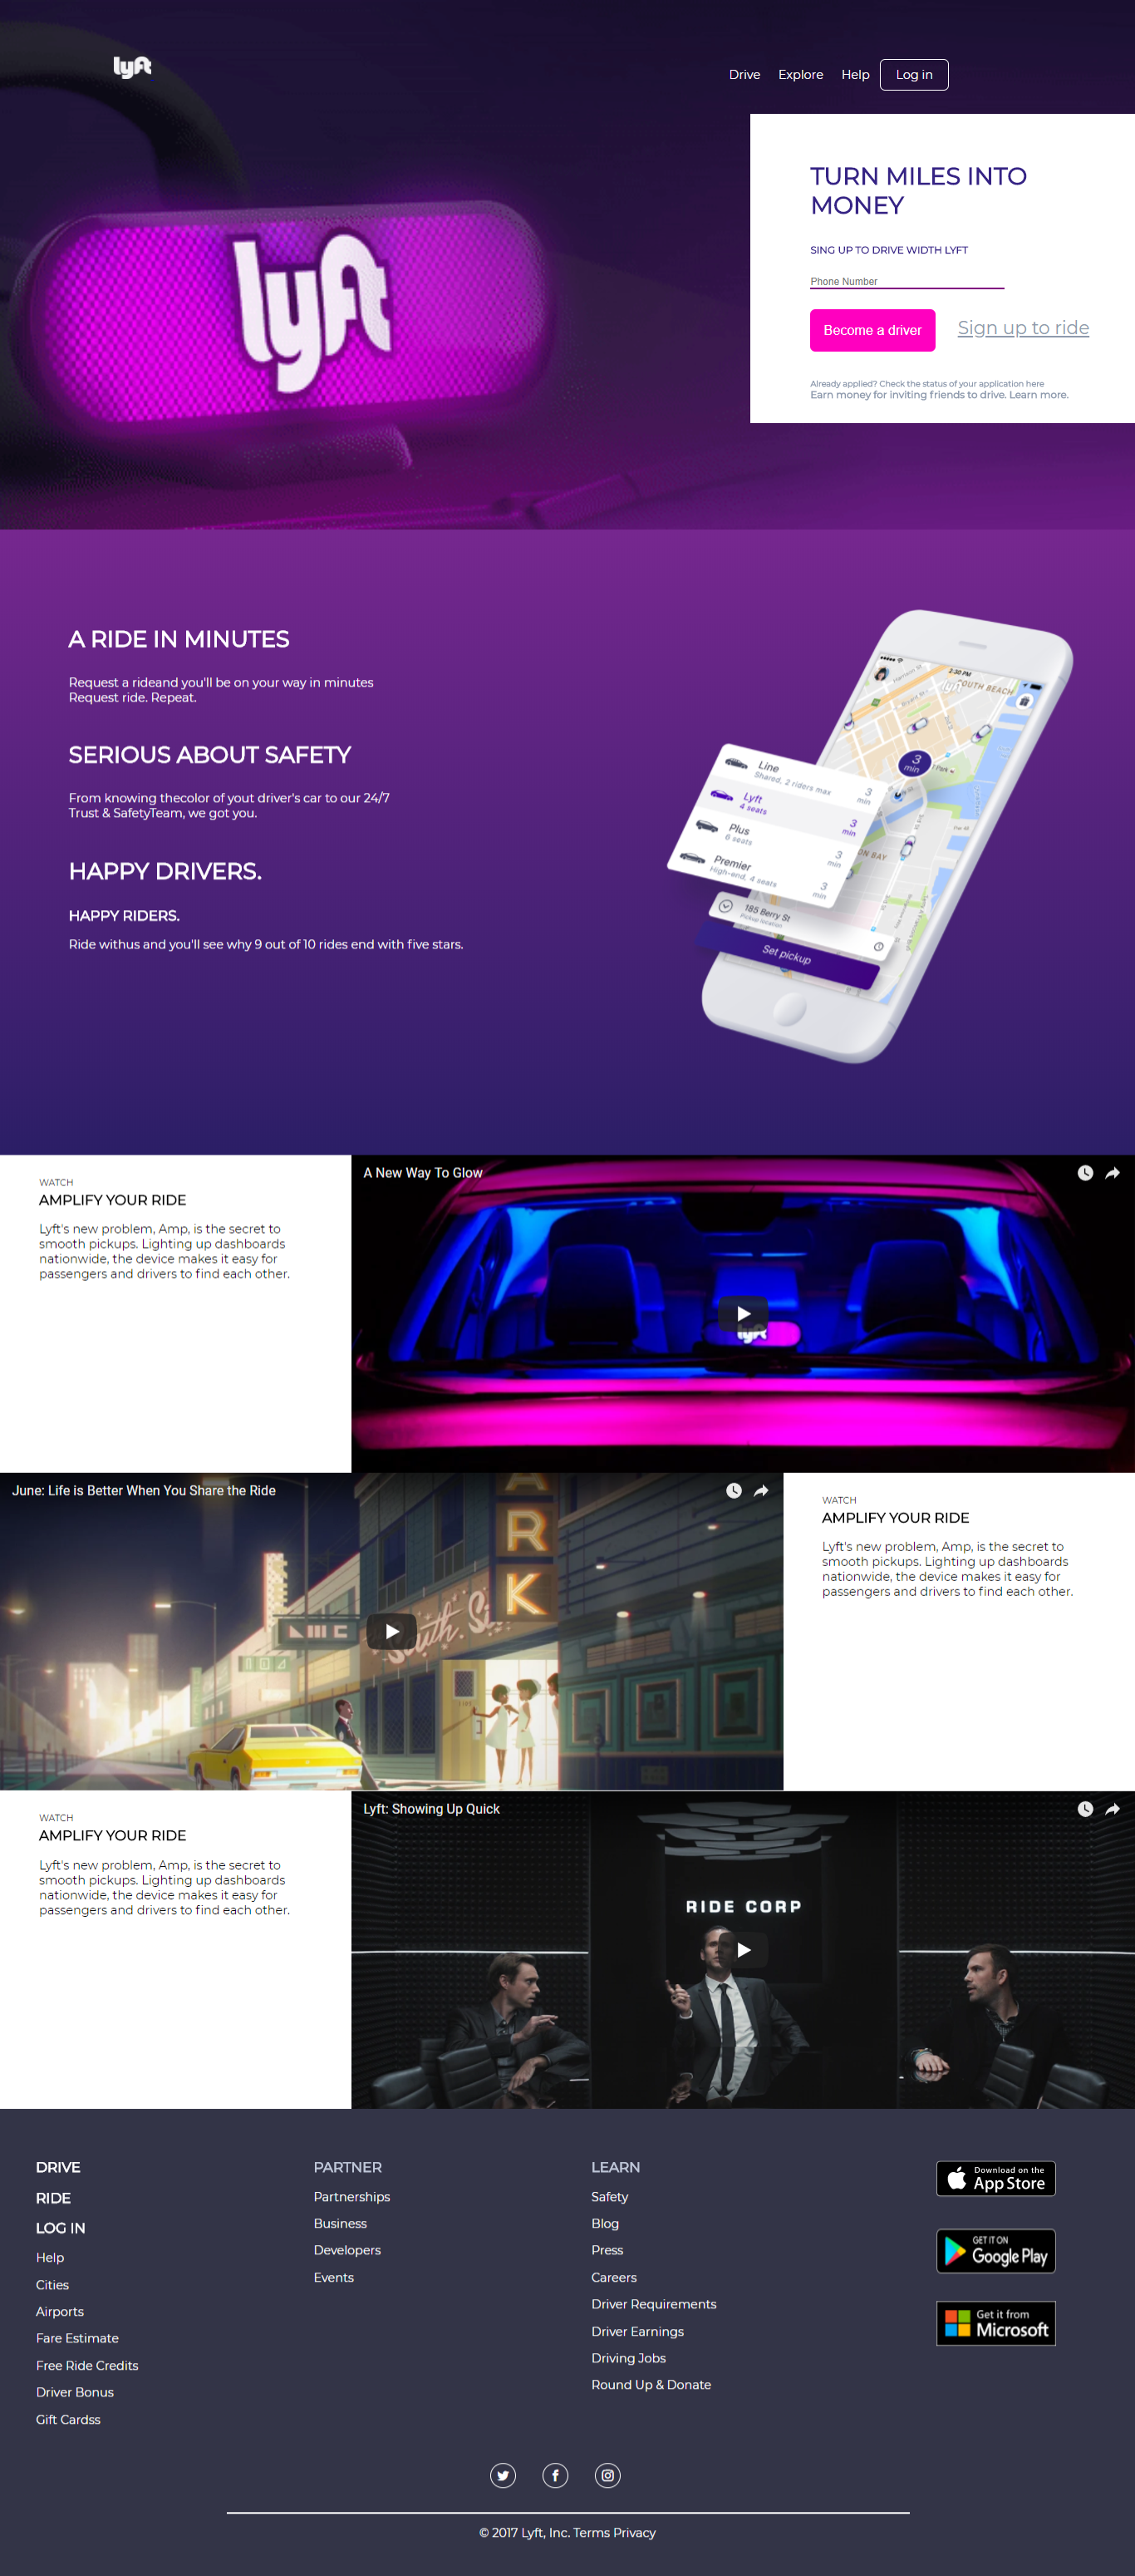 lyft
Drive Explore Help Log in
lyft
TURN MILES INTO
MONEY
SING UP TO DRIVE WIDTH LYFT
Phone Number
Become a driver
Sign up to ride
Already applied? Check the status of your application here
Earn money for inviting friends to drive. Learn more.
A RIDE IN MINUTES
Request a rideand you'll be on your way in minutes
Request ride. Repeat.
SERIOUS ABOUT SAFETY
From knowing thecolor of yout driver's car to our 24/7
Trust & SafetyTeam, we got you.
HAPPY DRIVERS.
HAPPY RIDERS.
Ride withus and you'll see why 9 out of 10 rides end with five stars.
2:30 PM
SOUTH BEACH
lyft
3
min
Line
Shared, 2 riders max
3
min
Lyft
4 seats
3
min
Plus
6 seats
3
min
Premier
High-end, 4 seats
3
min
185 Berry St
Pickup location
Set pickup
WATCH
AMPLIFY YOUR RIDE
Lyft's new problem, Amp, is the secret to
smooth pickups. Lighting up dashboards
nationwide, the device makes it easy for
passengers and drivers to find each other.
A New Way To Glow
lyft
June: Life is Better When You Share the Ride
ARK
South St.
WATCH
AMPLIFY YOUR RIDE
Lyft's new problem, Amp, is the secret to
smooth pickups. Lighting up dashboards
nationwide, the device makes it easy for
passengers and drivers to find each other.
WATCH
AMPLIFY YOUR RIDE
Lyft's new problem, Amp, is the secret to
smooth pickups. Lighting up dashboards
nationwide, the device makes it easy for
passengers and drivers to find each other.
Lyft: Showing Up Quick
RIDE CORP
DRIVE
RIDE
LOG IN
Help
Cities
Airports
Fare Estimate
Free Ride Credits
Driver Bonus
Gift Cardss
PARTNER
Partnerships
Business
Developers
Events
LEARN
Safety
Blog
Press
Careers
Driver Requirements
Driver Earnings
Driving Jobs
Round Up & Donate
Download on the
App Store
GET IT ON
Google Play
Get it from
Microsoft
© 2017 Lyft, Inc. Terms Privacy